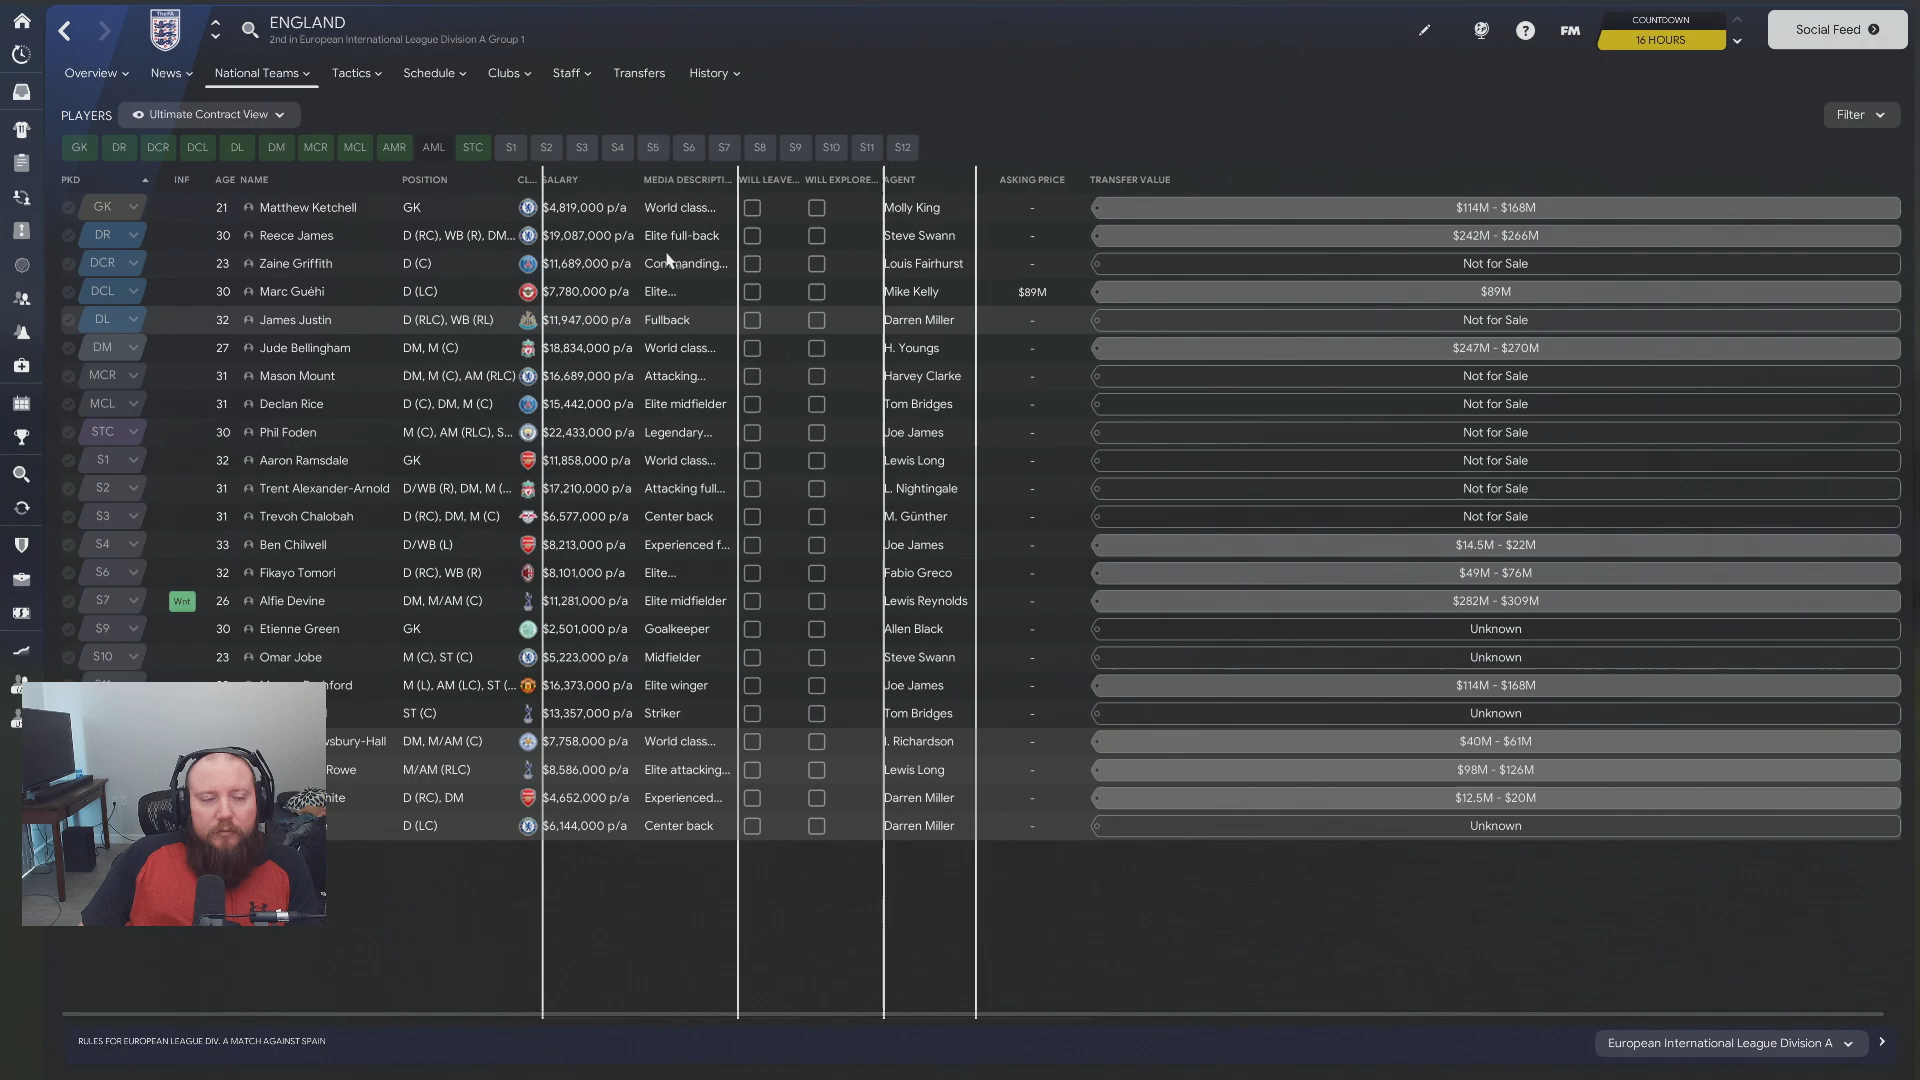 ENGLAND
2nd in European International League Division A Group 1
FM
COUNTDOWN
16 HOURS
Social Feed
Overview News National Teams Tactics Schedule Clubs Staff Transfers History
PLAYERS Ultimate Contract View Filter
GK DR DCR DCL DL DM MCR MCL AMR AML STC S1 S2 S3 S4 S5 S6 S7 S8 S9 S10 S11 S12
PKD INF AGE NAME POSITION CL... SALARY MEDIA DESCRIPTI... WILL LEAVE... WILL EXPLORE... AGENT ASKING PRICE TRANSFER VALUE
GK 21 Matthew Ketchell GK $4,819,000 p/a World class... Molly King - $114M - $168M
DR 30 Reece James D (RC), WB (R), DM... $19,087,000 p/a Elite full-back Steve Swann - $242M - $266M
DCR 23 Zaine Griffith D (C) $11,689,000 p/a Commanding... Louis Fairhurst - Not for Sale
DCL 30 Marc Guéhi D (LC) $7,780,000 p/a Elite... Mike Kelly $89M $89M
DL 32 James Justin D (RLC), WB (RL) $11,947,000 p/a Fullback Darren Miller - Not for Sale
DM 27 Jude Bellingham DM, M (C) $18,834,000 p/a World class... H. Youngs - $247M - $270M
MCR 31 Mason Mount DM, M (C), AM (RLC) $16,689,000 p/a Attacking... Harvey Clarke - Not for Sale
MCL 31 Declan Rice D (C), DM, M (C) $15,442,000 p/a Elite midfielder Tom Bridges - Not for Sale
STC 30 Phil Foden M (C), AM (RLC), S... $22,433,000 p/a Legendary... Joe James - Not for Sale
S1 32 Aaron Ramsdale GK $11,858,000 p/a World class... Lewis Long - Not for Sale
S2 31 Trent Alexander-Arnold D/WB (R), DM, M (... $17,210,000 p/a Attacking full... L. Nightingale - Not for Sale
S3 31 Trevoh Chalobah D (RC), DM, M (C) $6,577,000 p/a Center back M. Günther - Not for Sale
S4 33 Ben Chilwell D/WB (L) $8,213,000 p/a Experienced f... Joe James - $14.5M - $22M
S6 32 Fikayo Tomori D (RC), WB (R) $8,101,000 p/a Elite... Fabio Greco - $49M - $76M
S7 Wnt 26 Alfie Devine DM, M/AM (C) $11,281,000 p/a Elite midfielder Lewis Reynolds - $282M - $309M
S9 30 Etienne Green GK $2,501,000 p/a Goalkeeper Allen Black - Unknown
S10 23 Omar Jobe M (C), ST (C) $5,223,000 p/a Midfielder Steve Swann - Unknown
M (L), AM (LC), ST (... $16,373,000 p/a Elite winger Joe James - $114M - $168M
ST (C) $13,357,000 p/a Striker Tom Bridges - Unknown
wsbury-Hall DM, M/AM (C) $7,758,000 p/a World class... I. Richardson - $40M - $61M
Rowe M/AM (RLC) $8,586,000 p/a Elite attacking... Lewis Long - $98M - $126M
hite D (RC), DM $4,652,000 p/a Experienced... Darren Miller - $12.5M - $20M
D (LC) $6,144,000 p/a Center back Darren Miller - Unknown
RULES FOR EUROPEAN LEAGUE DIV. A MATCH AGAINST SPAIN
European International League Division A